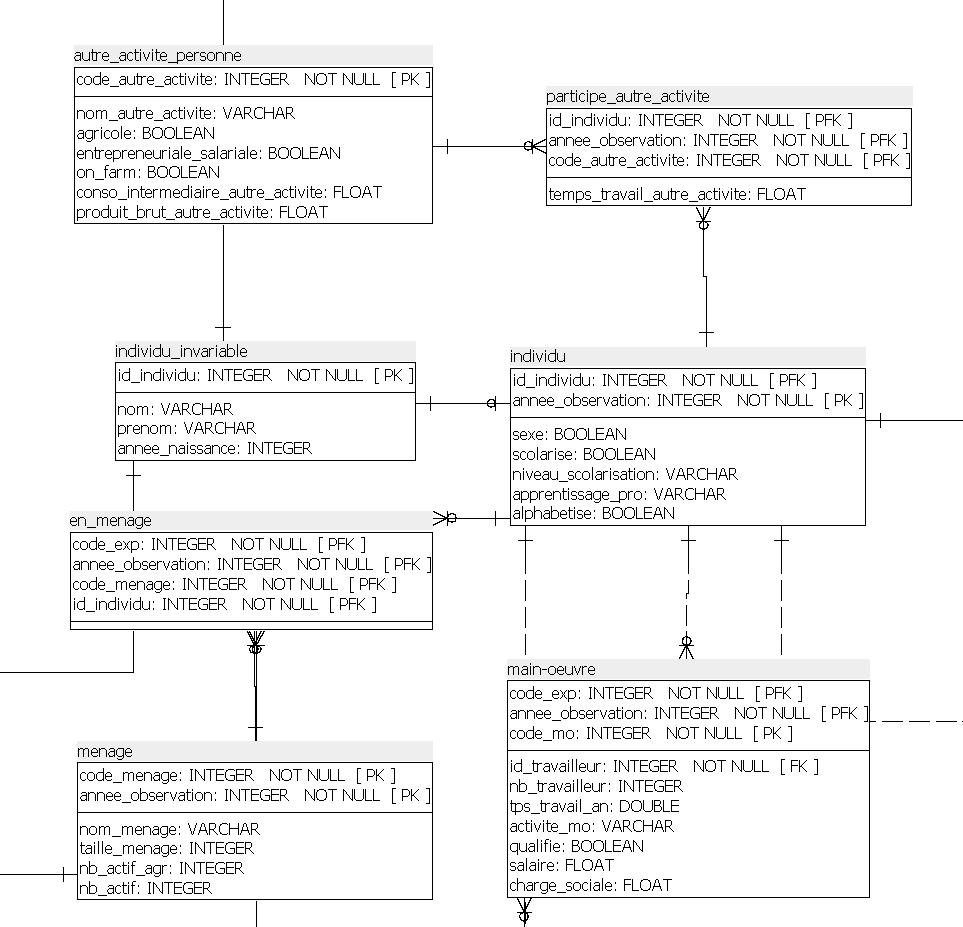 autre_activite_personne
code_autre_activite: INTEGER NOT NULL [ PK ]
nom_autre_activite: VARCHAR
agricole: BOOLEAN
entrepreneuriale_salariale: BOOLEAN
on_farm: BOOLEAN
conso_intermediaire_autre_activite: FLOAT
produit_brut_autre_activite: FLOAT
participe_autre_activite
id_individu: INTEGER NOT NULL [ PFK ]
annee_observation: INTEGER NOT NULL [ PFK ]
code_autre_activite: INTEGER NOT NULL [ PFK ]
temps_travail_autre_activite: FLOAT
individu_invariable
id_individu: INTEGER NOT NULL [ PK ]
nom: VARCHAR
prenom: VARCHAR
annee_naissance: INTEGER
individu
id_individu: INTEGER NOT NULL [ PFK ]
annee_observation: INTEGER NOT NULL [ PK ]
sexe: BOOLEAN
scolarise: BOOLEAN
niveau_scolarisation: VARCHAR
apprentissage_pro: VARCHAR
alphabetise: BOOLEAN
en_menage
code_exp: INTEGER NOT NULL [ PFK ]
annee_observation: INTEGER NOT NULL [ PFK ]
code_menage: INTEGER NOT NULL [ PFK ]
id_individu: INTEGER NOT NULL [ PFK ]
main-oeuvre
code_exp: INTEGER NOT NULL [ PFK ]
annee_observation: INTEGER NOT NULL [ PFK ]
code_mo: INTEGER NOT NULL [ PK ]
id_travailleur: INTEGER NOT NULL [ FK ]
nb_travailleur: INTEGER
tps_travail_an: DOUBLE
activite_mo: VARCHAR
qualifie: BOOLEAN
salaire: FLOAT
charge_sociale: FLOAT
menage
code_menage: INTEGER NOT NULL [ PK ]
annee_observation: INTEGER NOT NULL [ PK ]
nom_menage: VARCHAR
taille_menage: INTEGER
nb_actif_agr: INTEGER
nb_actif: INTEGER